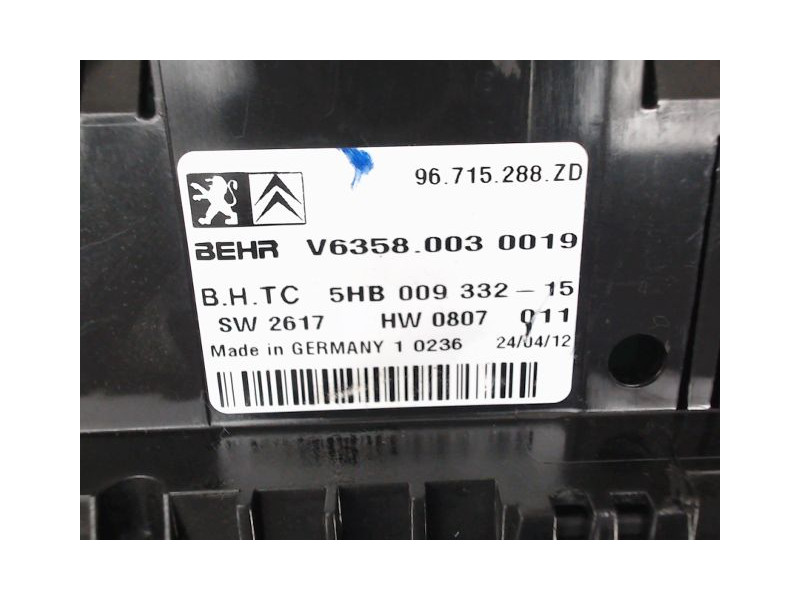 96.715.288.ZD
BEHR V6358.003 0019
B.H.TC 5HB 009 332-15
SW 2617 HW 0807 011
Made in GERMANY 1 0236 24/04/12